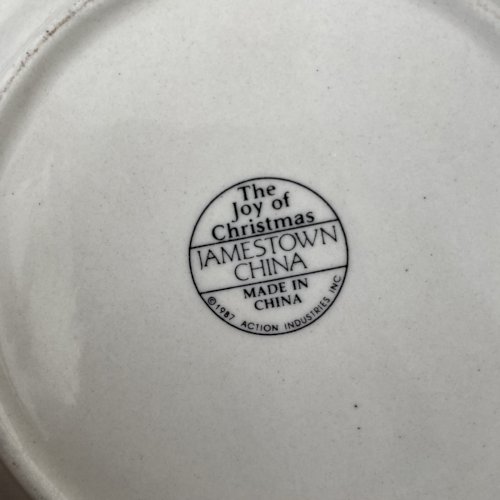 The
Joy of
Christmas
JAMESTOWN
CHINA
MADE IN
CHINA
©1987 ACTION INDUSTRIES INC